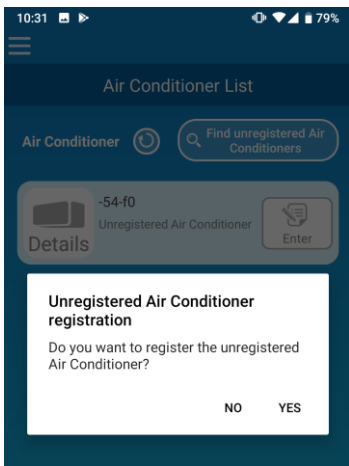 10:31 79%
Air Conditioner List
Air Conditioner
Find unregistered Air
Conditioners
-54-f0
Unregistered Air Conditioner
Details
Enter
Unregistered Air Conditioner
registration
Do you want to register the unregistered
Air Conditioner?
NO YES